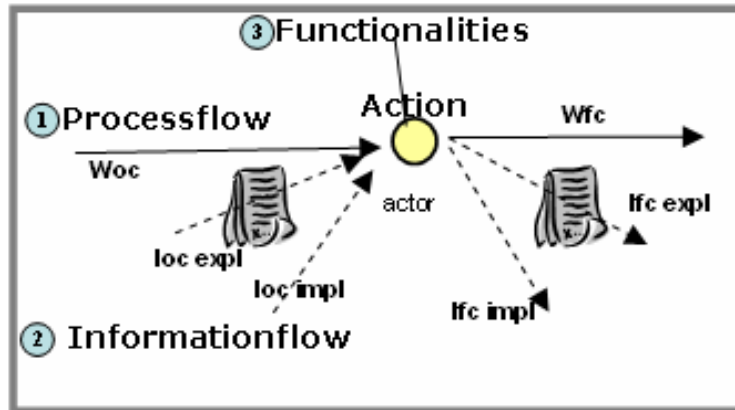 3 Functionalities
Action
1 Processflow
Wfc
Woc
actor
Ifc expl
Ioc expl
Ioc impl
Ifc impl
2 Informationflow